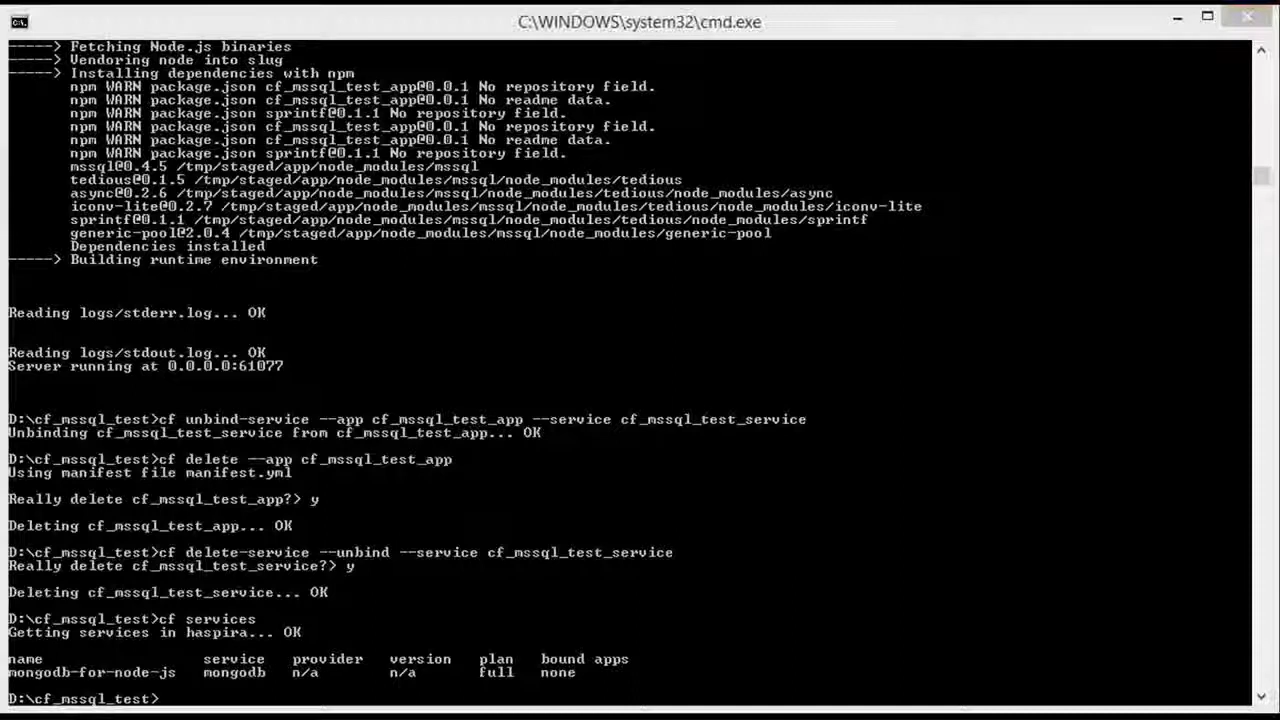 C:\WINDOWS\system32\cmd.exe
-----> Fetching Node.js binaries
-----> Vendoring node into slug
-----> Installing dependencies with npm
npm WARN package.json cf_mssql_test_app@0.0.1 No repository field.
npm WARN package.json cf_mssql_test_app@0.0.1 No readme data.
npm WARN package.json sprintf@0.1.1 No repository field.
npm WARN package.json cf_mssql_test_app@0.0.1 No repository field.
npm WARN package.json cf_mssql_test_app@0.0.1 No readme data.
npm WARN package.json sprintf@0.1.1 No repository field.
mssql@0.4.5 /tmp/staged/app/node_modules/mssql
tedious@0.1.5 /tmp/staged/app/node_modules/mssql/node_modules/tedious
async@0.2.6 /tmp/staged/app/node_modules/mssql/node_modules/tedious/node_modules/async
iconv-lite@0.2.7 /tmp/staged/app/node_modules/mssql/node_modules/tedious/node_modules/iconv-lite
sprintf@0.1.1 /tmp/staged/app/node_modules/mssql/node_modules/tedious/node_modules/sprintf
generic-pool@2.0.4 /tmp/staged/app/node_modules/mssql/node_modules/generic-pool
Dependencies installed
-----> Building runtime environment
Reading logs/stderr.log... OK
Reading logs/stdout.log... OK
Server running at 0.0.0.0:61077
D:\cf_mssql_test>cf unbind-service --app cf_mssql_test_app --service cf_mssql_test_service
Unbinding cf_mssql_test_service from cf_mssql_test_app... OK
D:\cf_mssql_test>cf delete --app cf_mssql_test_app
Using manifest file manifest.yml
Really delete cf_mssql_test_app?> y
Deleting cf_mssql_test_app... OK
D:\cf_mssql_test>cf delete-service --unbind --service cf_mssql_test_service
Really delete cf_mssql_test_service?> y
Deleting cf_mssql_test_service... OK
D:\cf_mssql_test>cf services
Getting services in haspira... OK
name service provider version plan bound apps
mongodb-for-node-js mongodb n/a n/a full none
D:\cf_mssql_test>